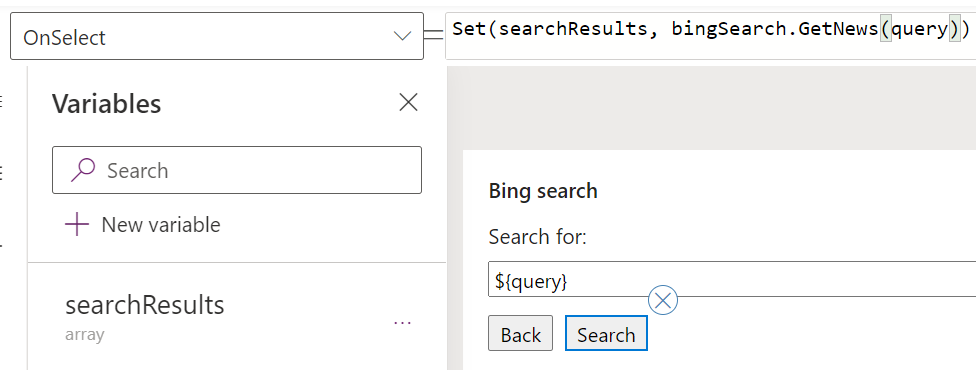 OnSelect
=
Set(searchResults, bingSearch.GetNews(query))
Variables
Search
+ New variable
searchResults
array
...
Bing search
Search for:
${query}
Back
Search